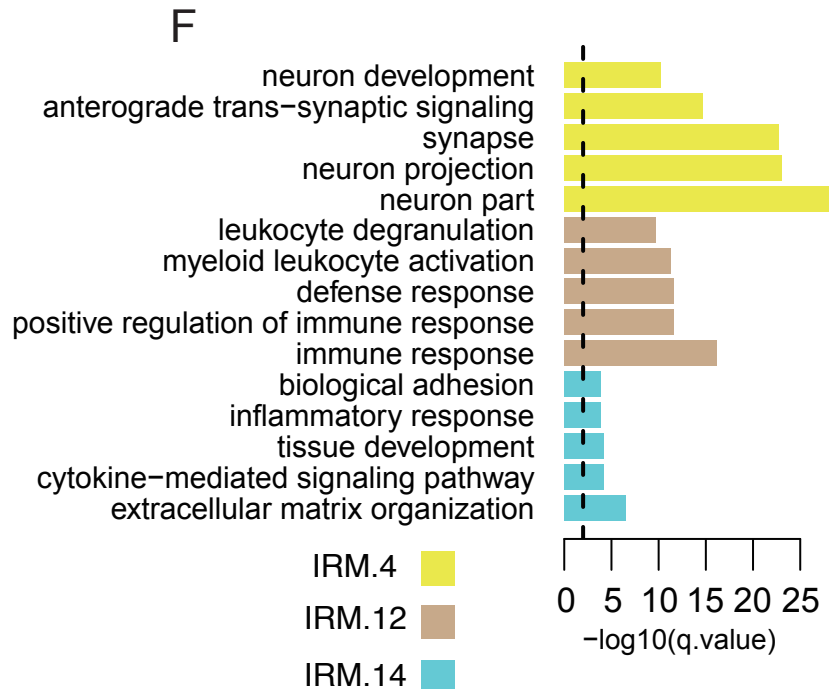 F
neuron development
anterograde trans−synaptic signaling
synapse
neuron projection
neuron part
leukocyte degranulation
myeloid leukocyte activation
defense response
positive regulation of immune response
immune response
biological adhesion
inflammatory response
tissue development
cytokine−mediated signaling pathway
extracellular matrix organization
0 5 10 15 20 25
−log10(q.value)
IRM.4
IRM.12
IRM.14